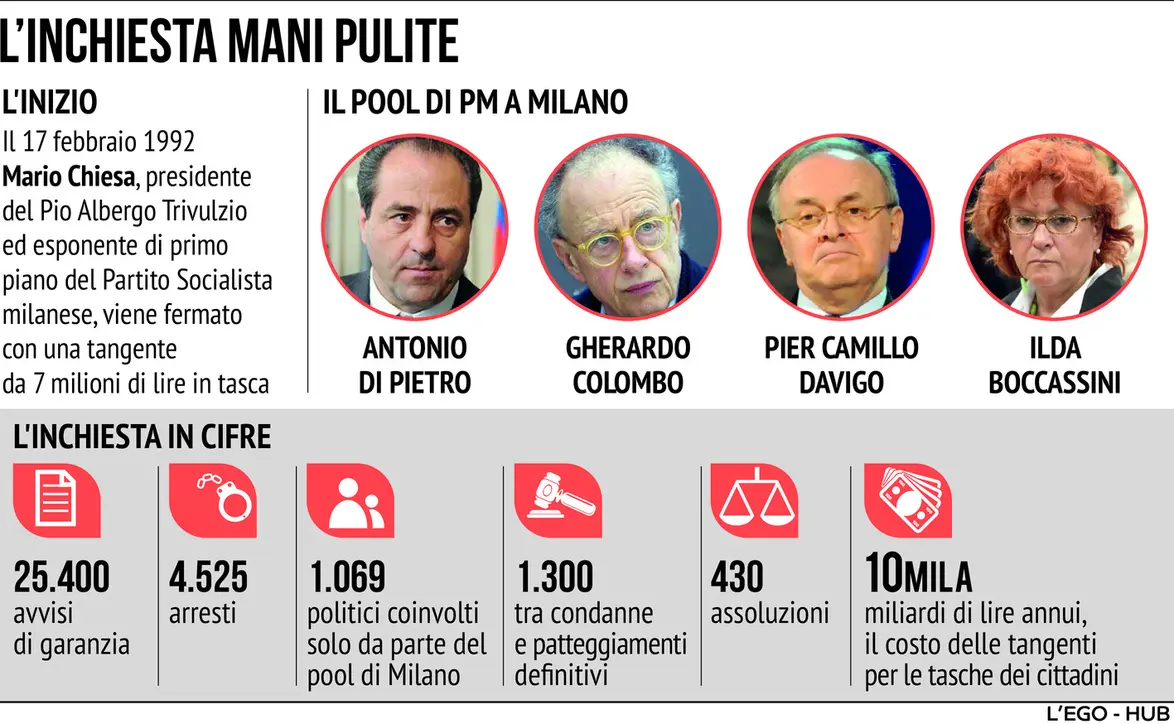 L'INCHIESTA MANI PULITE
L'INIZIO
Il 17 febbraio 1992
Mario Chiesa, presidente
del Pio Albergo Trivulzio
ed esponente di primo
piano del Partito Socialista
milanese, viene fermato
con una tangente
da 7 milioni di lire in tasca
IL POOL DI PM A MILANO
ANTONIO
DI PIETRO
GHERARDO
COLOMBO
PIER CAMILLO
DAVIGO
ILDA
BOCCASSINI
L'INCHIESTA IN CIFRE
25.400
avvisi
di garanzia
4.525
arresti
1.069
politici coinvolti
solo da parte del
pool di Milano
1.300
tra condanne
e patteggiamenti
definitivi
430
assoluzioni
10MILA
miliardi di lire annui,
il costo delle tangenti
per le tasche dei cittadini
L'EGO - HUB